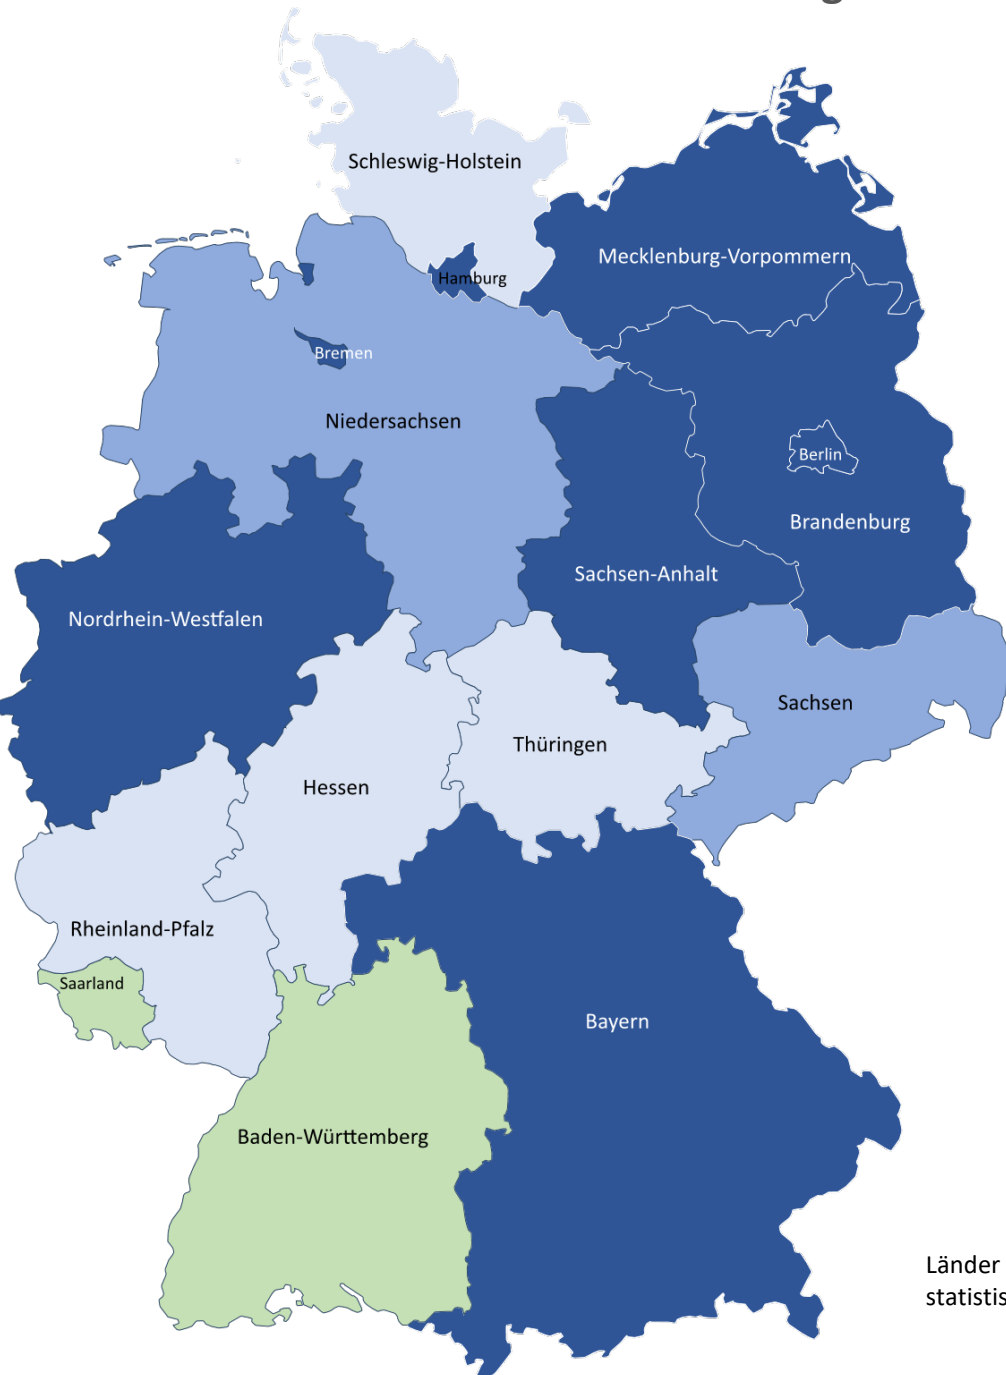 Schleswig-Holstein
Mecklenburg-Vorpommern
Hamburg
Bremen
Niedersachsen
Berlin
Brandenburg
Sachsen-Anhalt
Nordrhein-Westfalen
Sachsen
Thüringen
Hessen
Rheinland-Pfalz
Saarland
Bayern
Baden-Württemberg
Länder
statistis